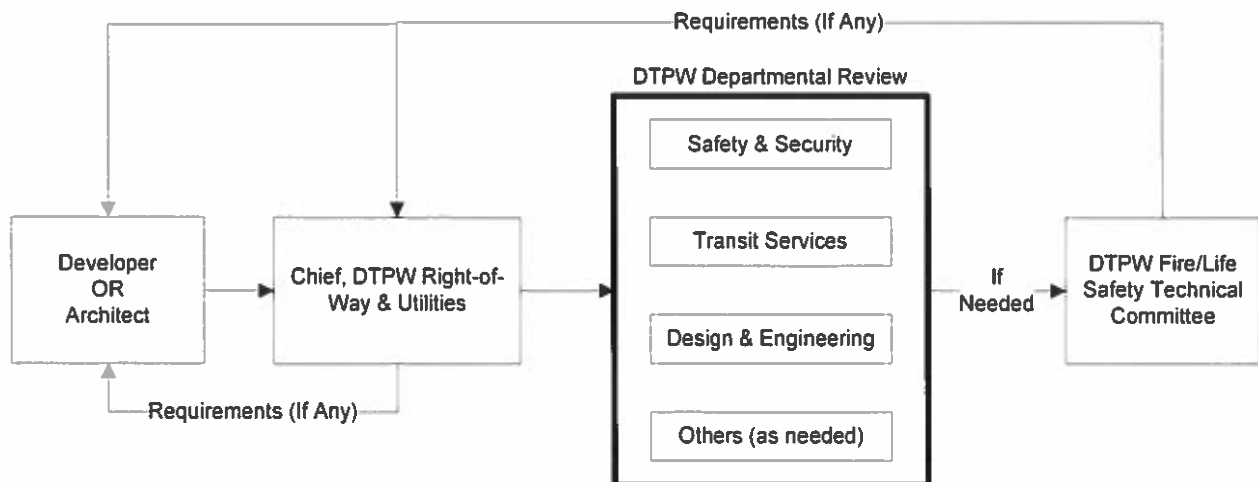 Requirements (If Any)
DTPW Departmental Review
Safety & Security
Transit Services
Design & Engineering
Others (as needed)
Developer
OR
Architect
Chief, DTPW Right-of-
Way & Utilities
If
Needed
DTPW Fire/Life
Safety Technical
Committee
Requirements (If Any)